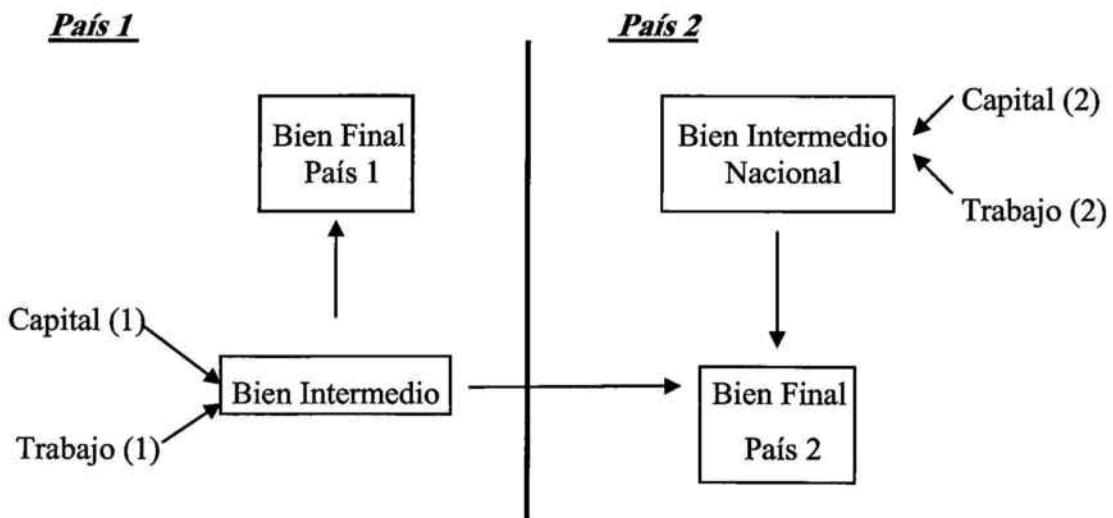 País 1
País 2
Bien Final
País 1
Bien Intermedio
Nacional
Capital (2)
Trabajo (2)
Capital (1)
Bien Intermedio
Trabajo (1)
Bien Final
País 2